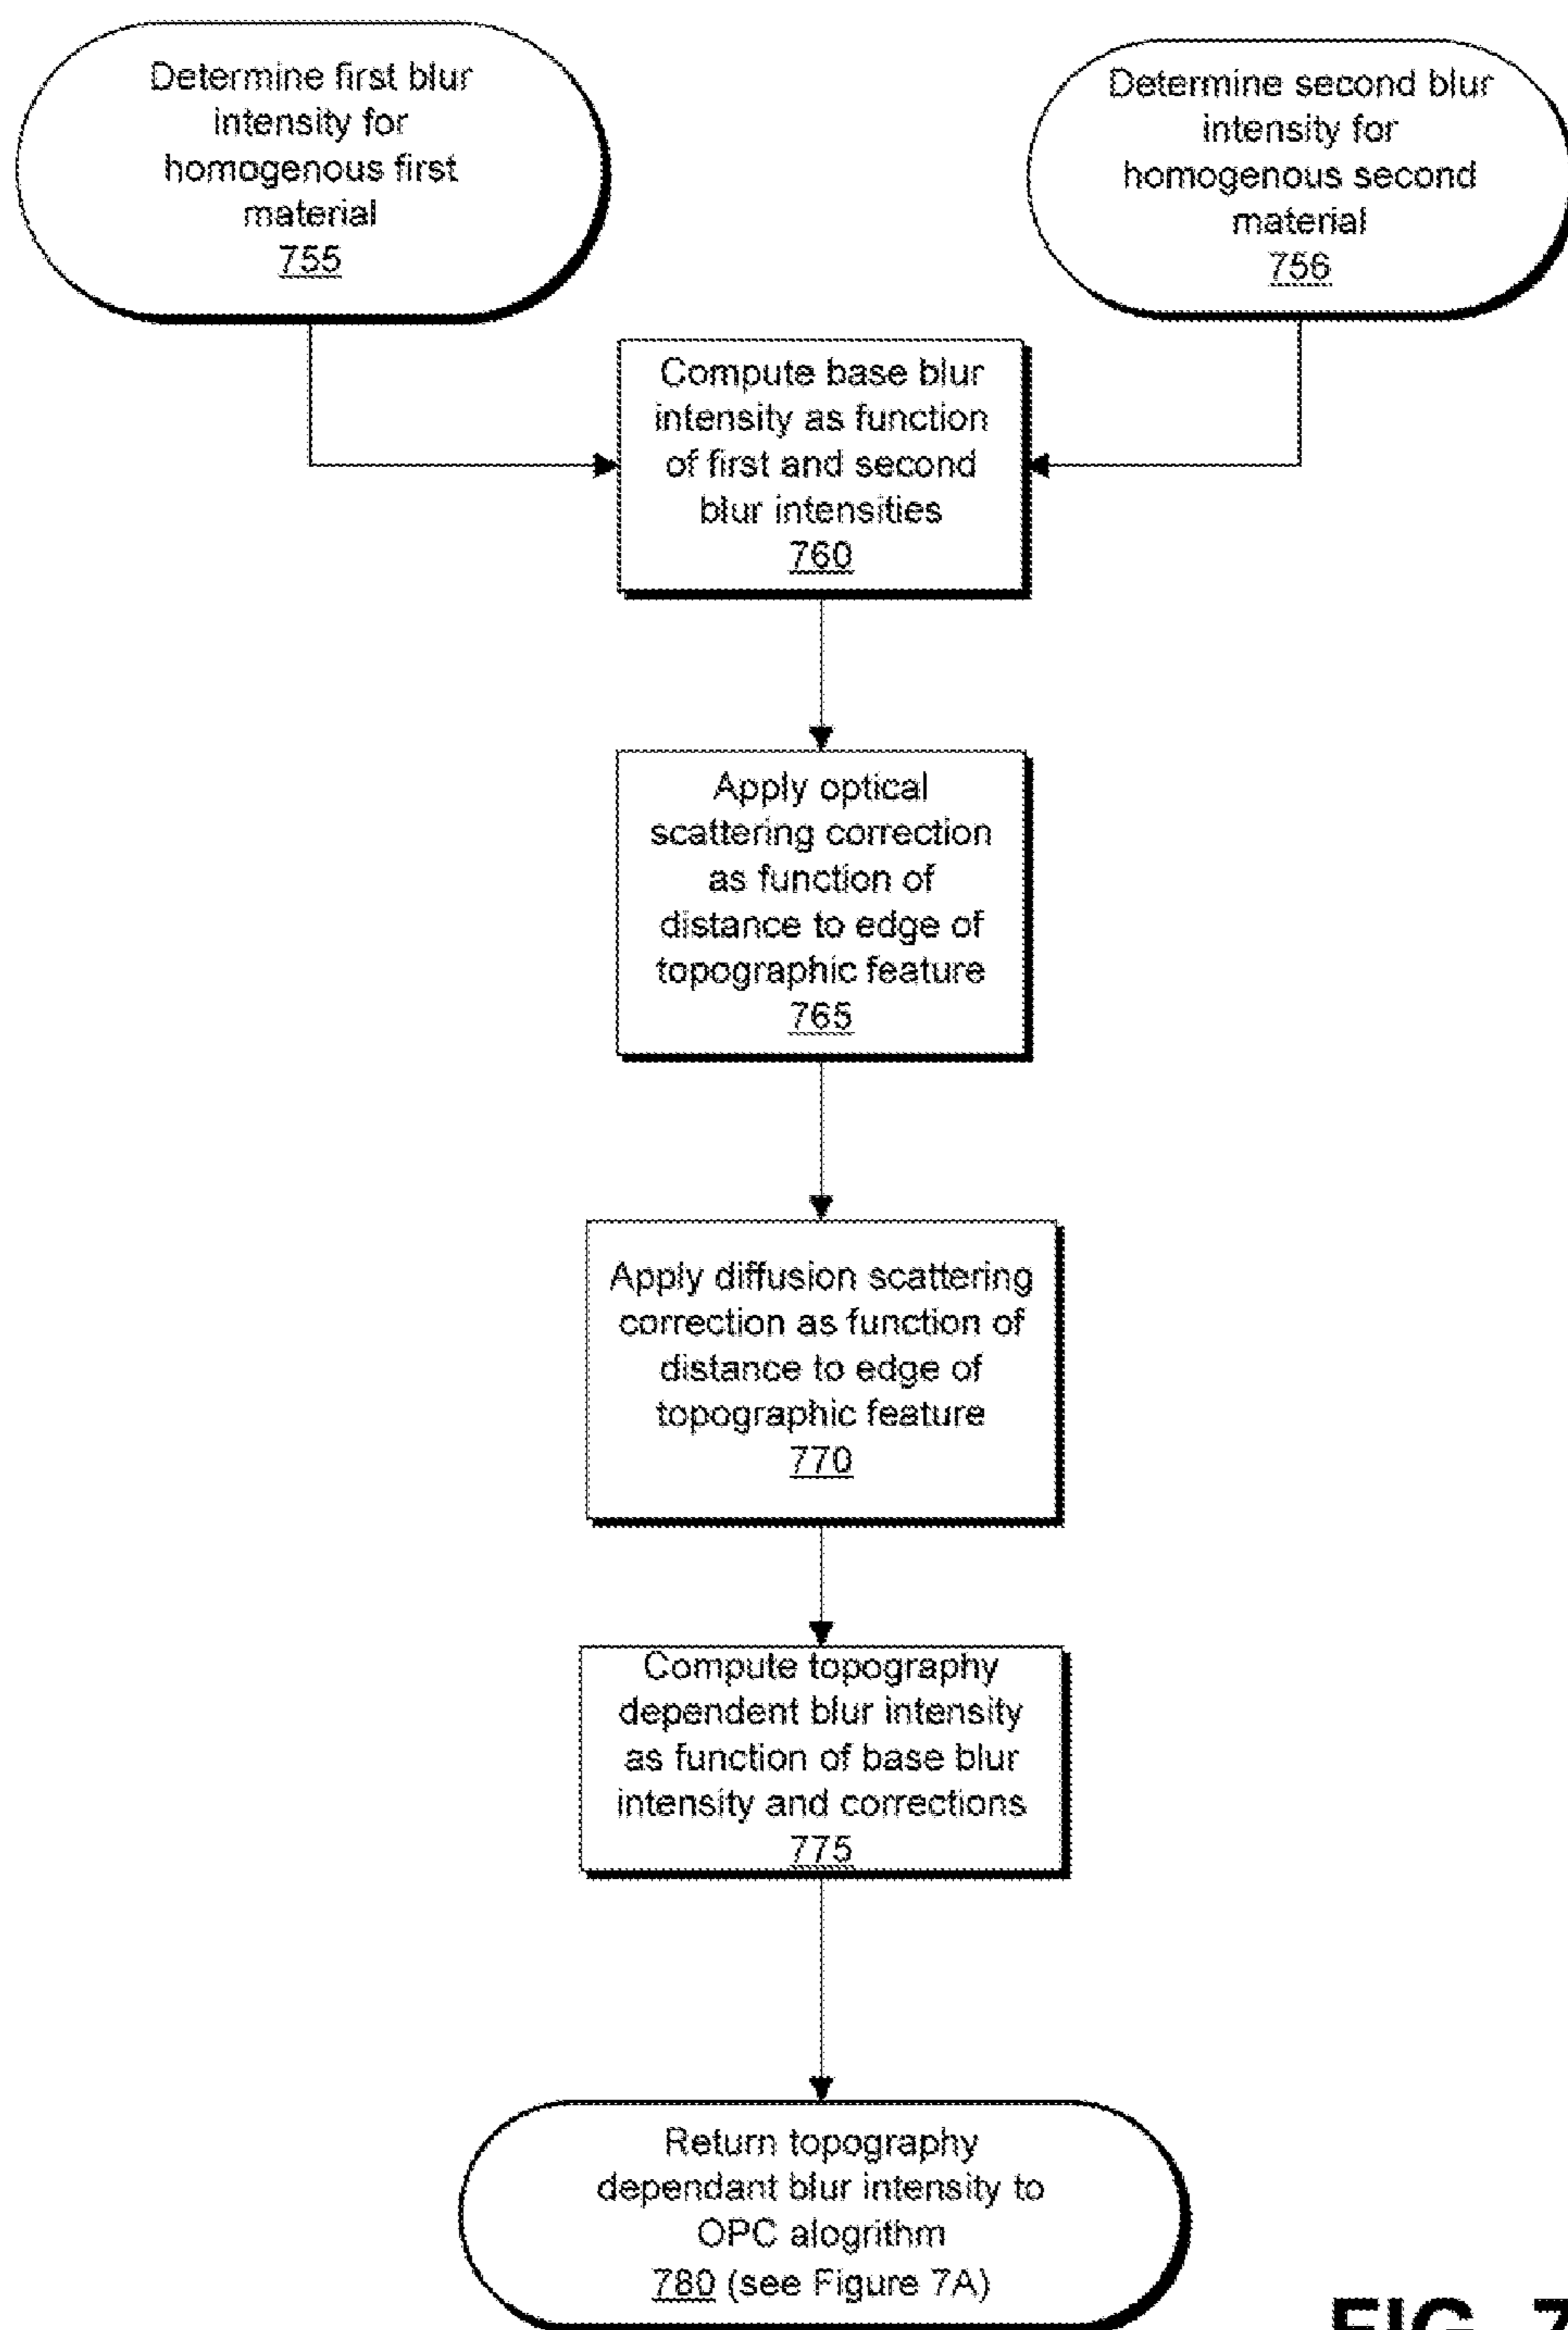 Determine first blur
intensity for
homogenous first
material
755
Determine second blur
intensity for
homogenous second
material
756
Compute base blur
intensity as function
of first and second
blur intensities
760
Apply optical
scattering correction
as function of
distance to edge of
topographic feature
765
Apply diffusion scattering
correction as function of
distance to edge of
topographic feature
770
Compute topography
dependent blur intensity
as function of base blur
intensity and corrections
775
Return topography
dependant blur intensity to
OPC alogrithm
780 (see Figure 7A)
FIG. 7